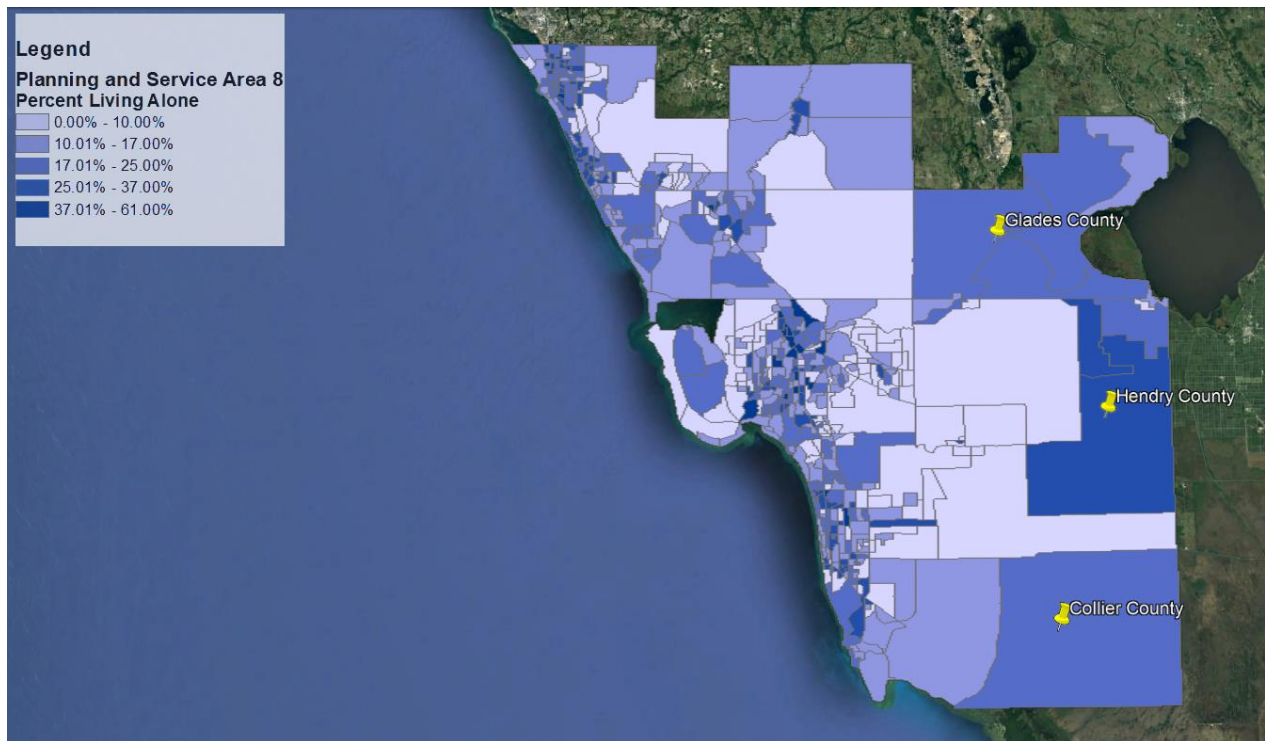 Legend
Planning and Service Area 8
Percent Living Alone
0.00% - 10.00%
10.01% - 17.00%
17.01% - 25.00%
25.01% - 37.00%
37.01% - 61.00%
Glades County
Hendry County
Collier County